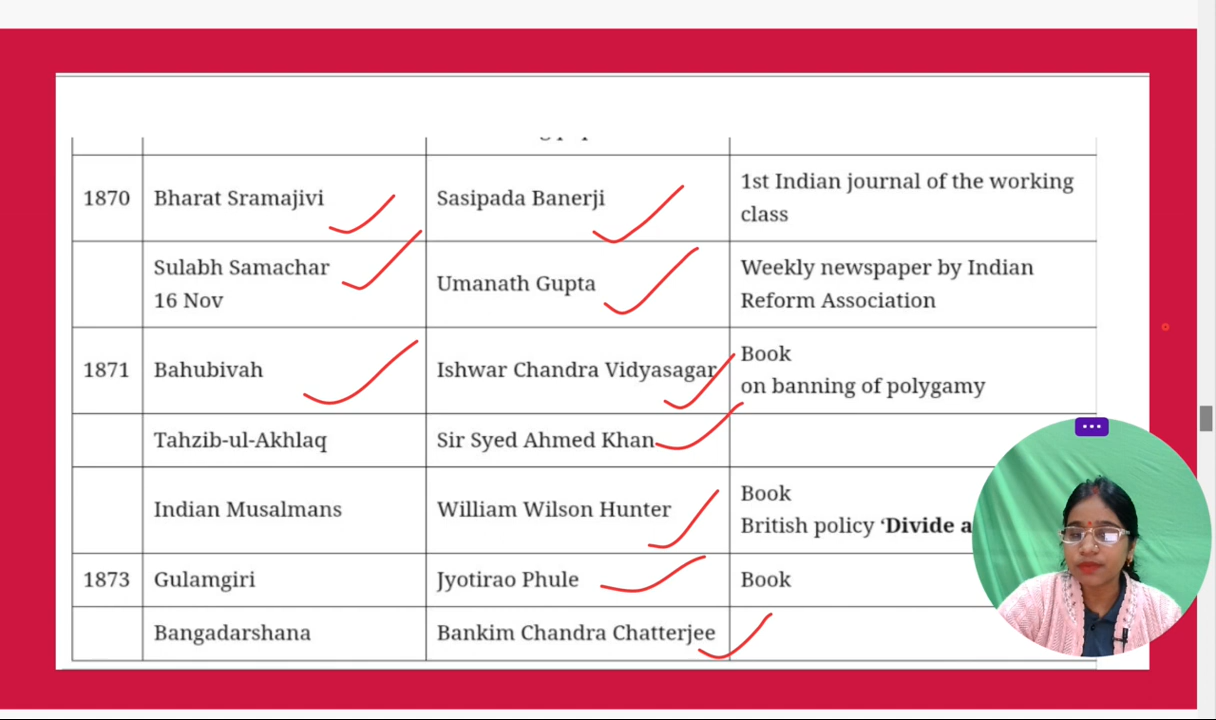 1870 Bharat Sramajivi Sasipada Banerji 1st Indian journal of the working
class
Sulabh Samachar Umanath Gupta Weekly newspaper by Indian
16 Nov Reform Association
1871 Bahubivah Ishwar Chandra Vidyasagar Book
on banning of polygamy
Tahzib-ul-Akhlaq Sir Syed Ahmed Khan
Indian Musalmans William Wilson Hunter Book
British policy ‘Divide a
1873 Gulamgiri Jyotirao Phule Book
Bangadarshana Bankim Chandra Chatterjee